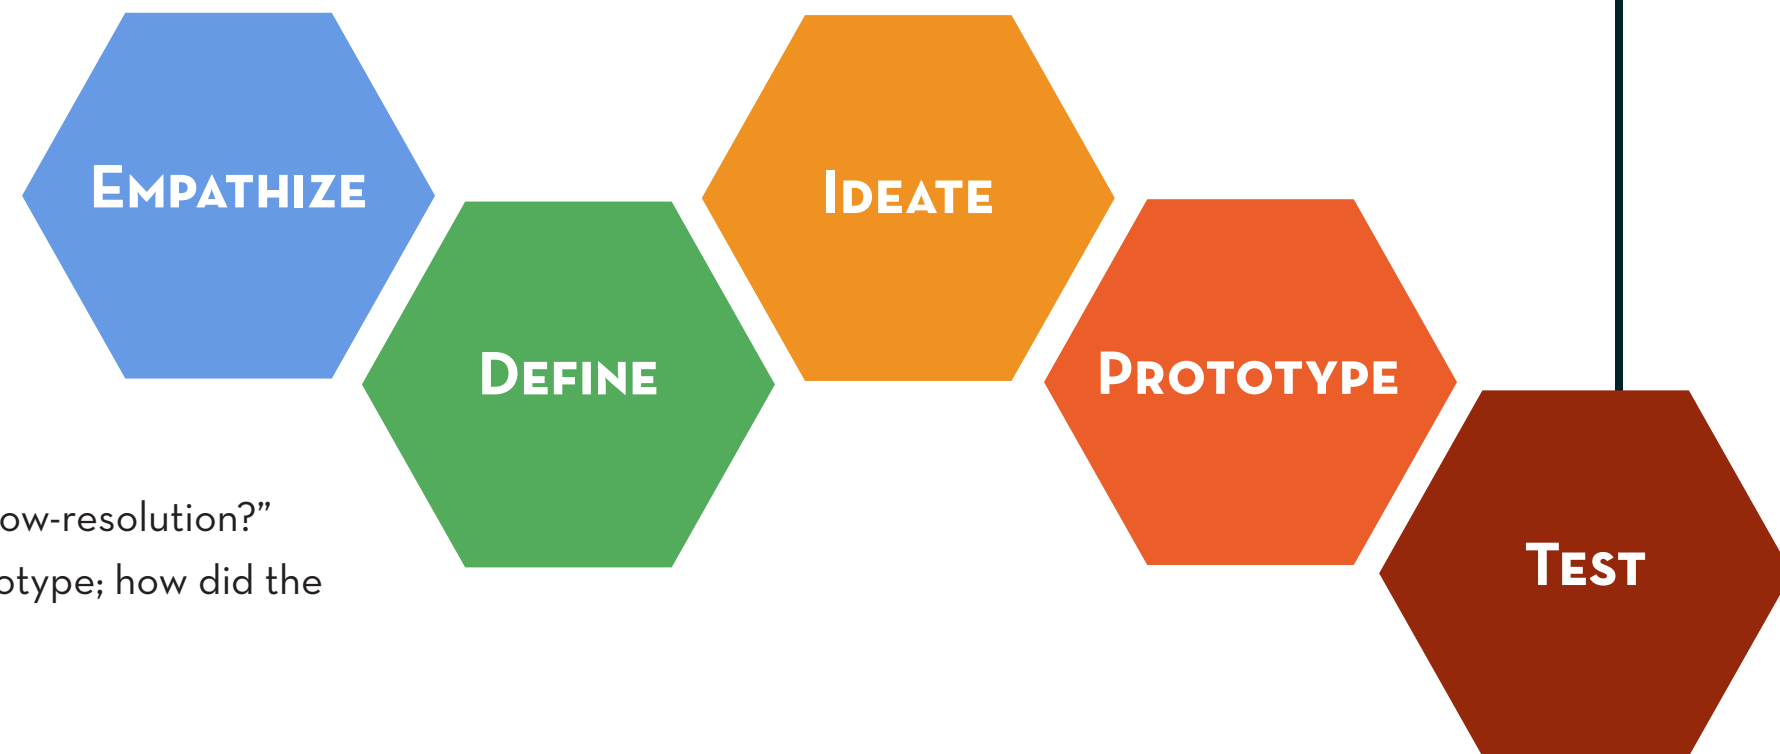 Empathize
Define
Ideate
Prototype
Test
ow-resolution?”
otype; how did the